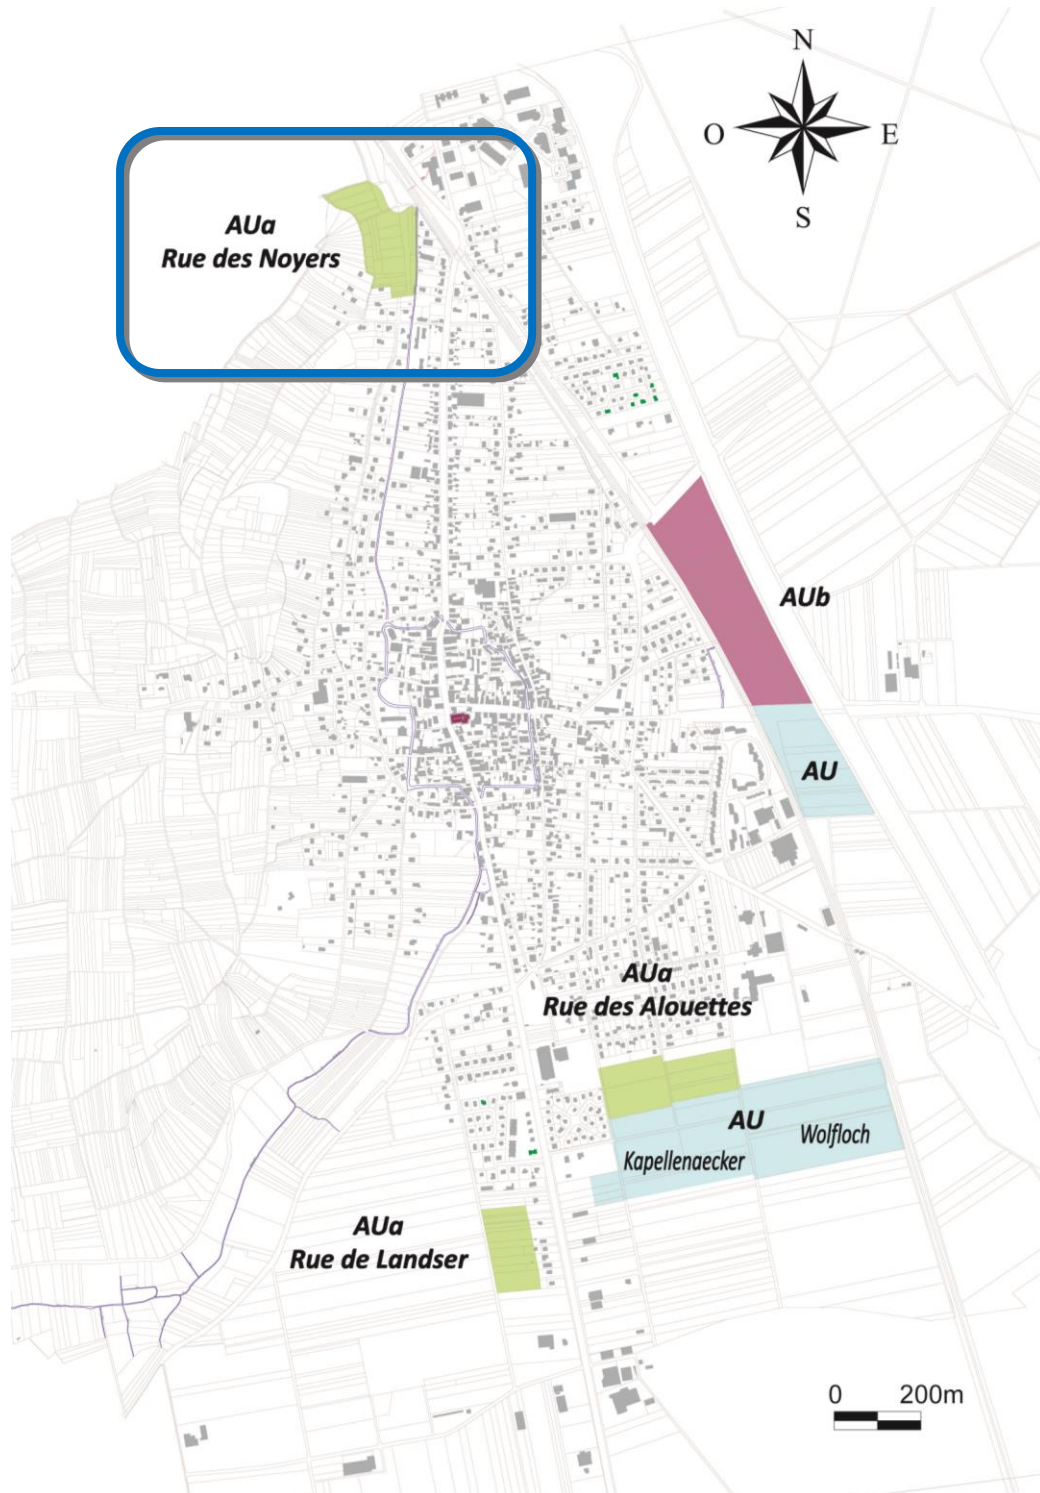 N
O
E
S
AUa
Rue des Noyers
AUb
AU
AUa
Rue des Alouettes
AU
Wolfloch
Kapellenaecker
AUa
Rue de Landser
0 200m